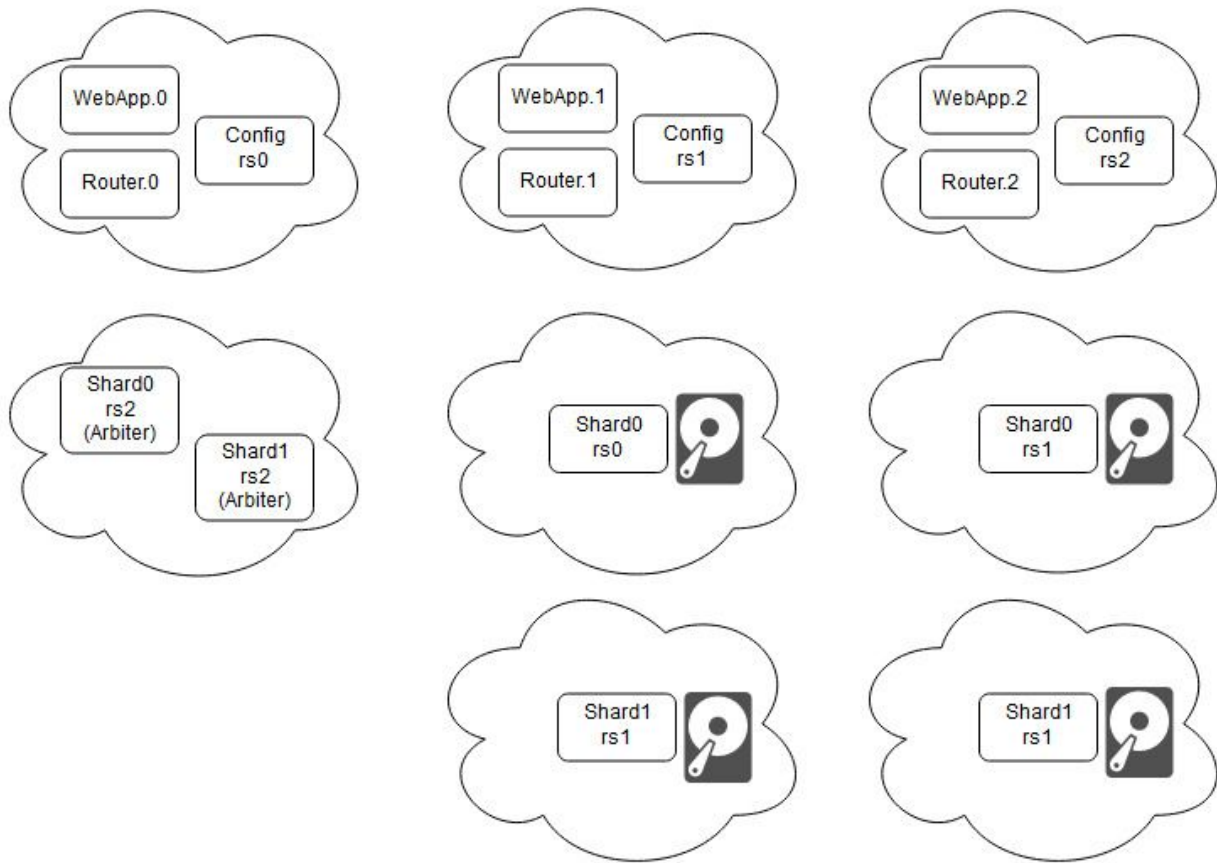 WebApp.0
Config
rs0
Router.0
WebApp.1
Config
rs1
Router.1
WebApp.2
Config
rs2
Router.2
Shard0
rs2
(Arbiter)
Shard1
rs2
(Arbiter)
Shard0
rs0
Shard0
rs1
Shard1
rs1
Shard1
rs1